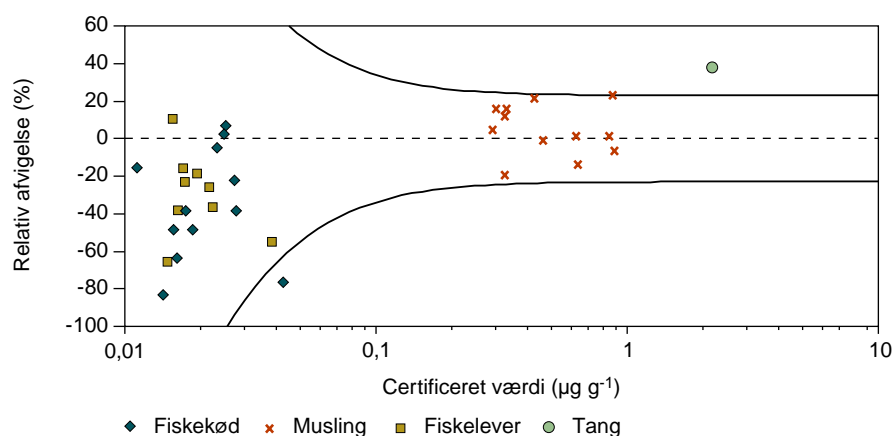 60
40
20
0
-20
-40
-60
-80
-100
Relativ afvigelse (%)
0,01 0,1 1 10
Certificeret værdi (µg g-1)
Fiskekød Musling Fiskelever Tang